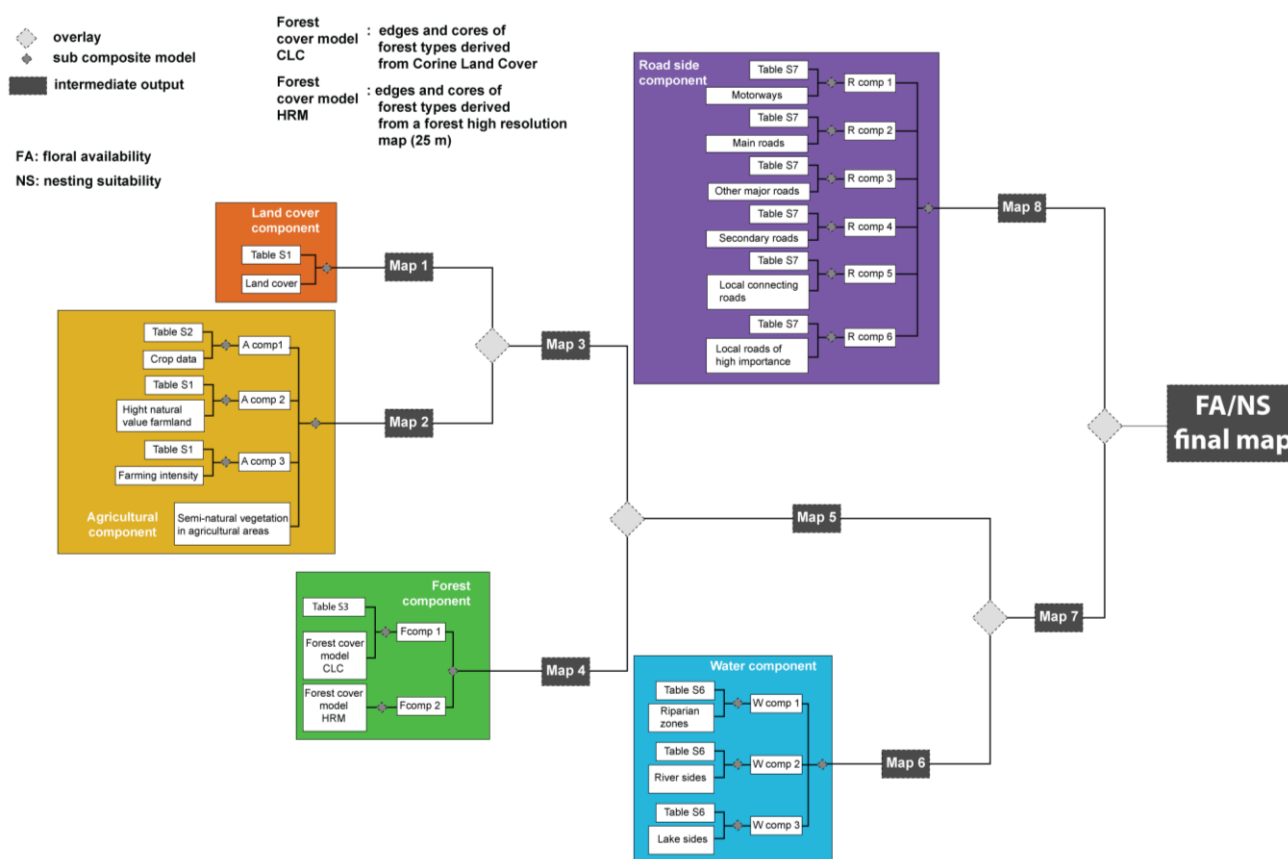 overlay
sub composite model
intermediate output
Forest
cover model
CLC
: edges and cores of
forest types derived
from Corine Land Cover
Forest
cover model
HRM
: edges and cores of
forest types derived
from a forest high resolution
map (25 m)
FA: floral availability
NS: nesting suitability
Land cover
component
Table S1
Land cover
Map 1
Table S2
Crop data
A comp1
Table S1
Hight natural
value farmland
A comp 2
Table S1
Farming intensity
A comp 3
Semi-natural vegetation
in agricultural areas
Agricultural
component
Map 2
Map 3
Forest
component
Table S3
Forest cover
model
CLC
Fcomp 1
Forest cover
model
HRM
Fcomp 2
Map 4
Map 5
Road side
component
Table S7
Motorways
R comp 1
Table S7
Main roads
R comp 2
Table S7
Other major roads
R comp 3
Table S7
Secondary roads
R comp 4
Table S7
Local connecting
roads
R comp 5
Table S7
Local roads of
high importance
R comp 6
Map 8
Water component
Table S6
Riparian
zones
W comp 1
Table S6
River sides
W comp 2
Table S6
Lake sides
W comp 3
Map 6
Map 7
FA/NS
final map